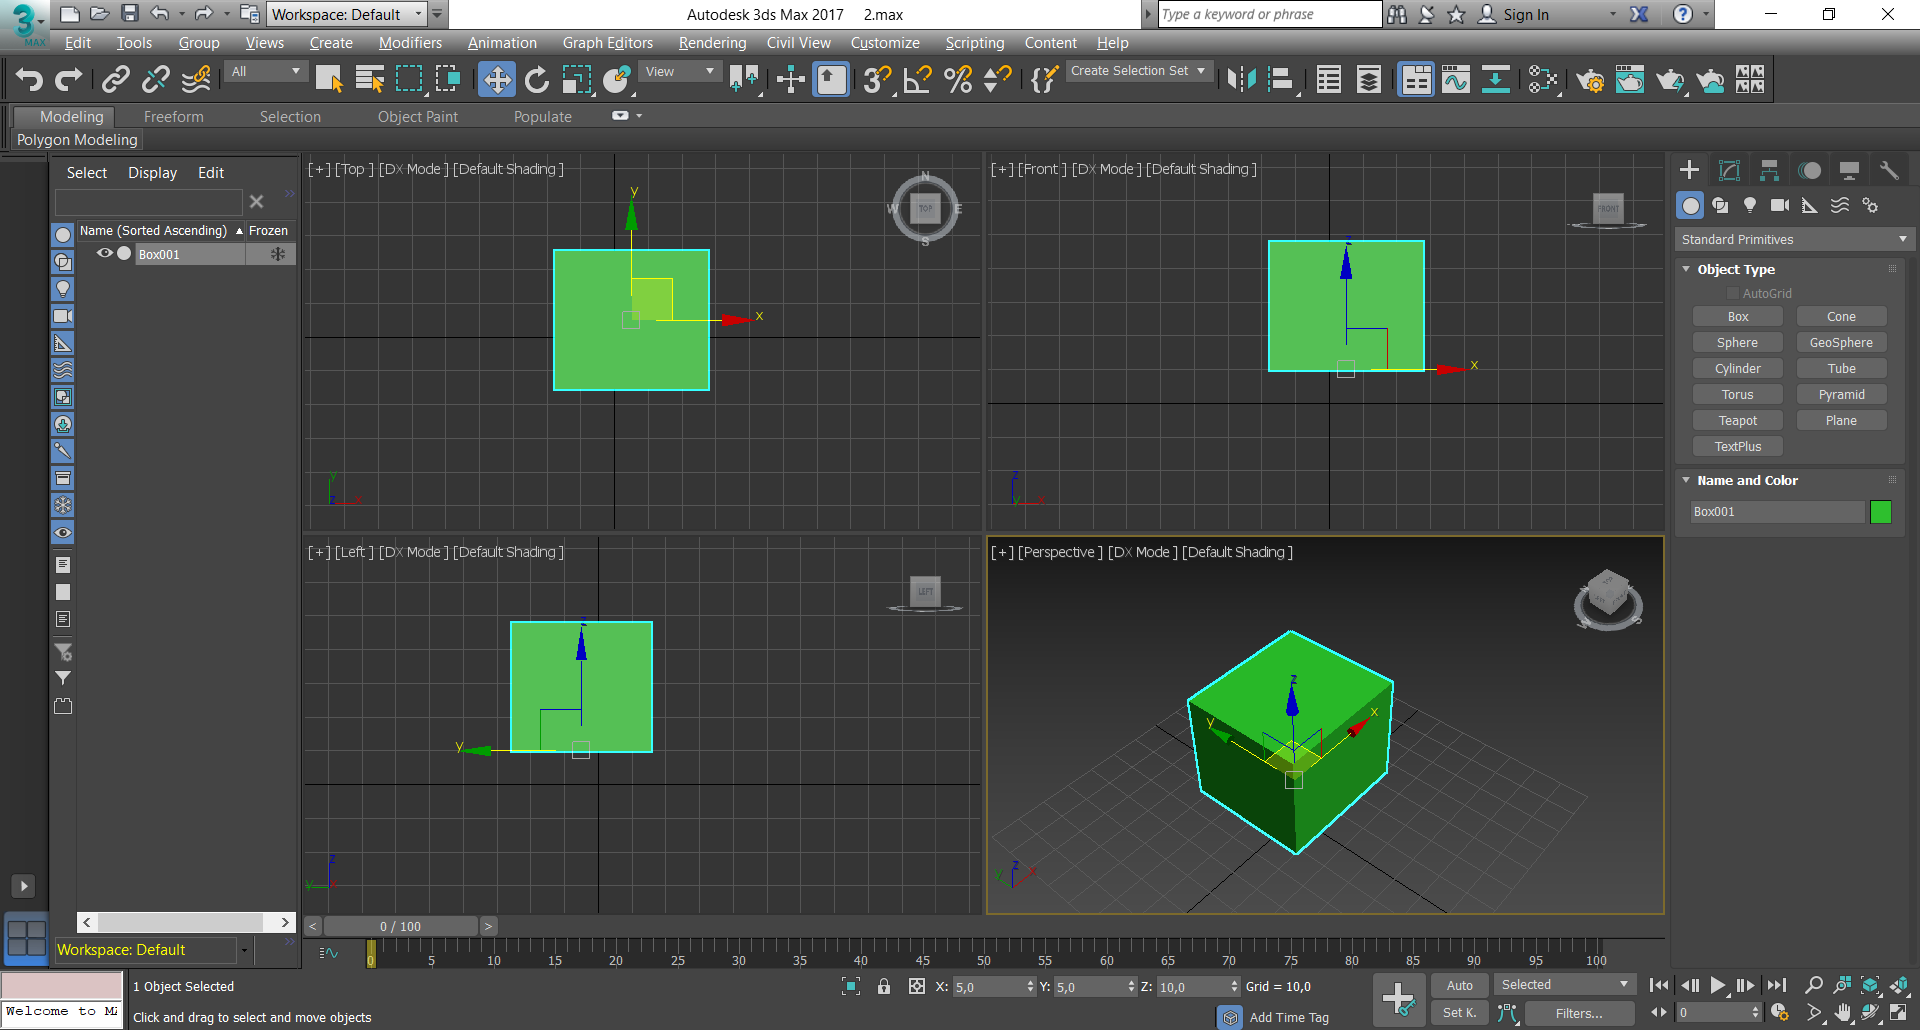 3
MAX
Workspace: Default
Autodesk 3ds Max 2017 2.max
Type a keyword or phrase
Sign In
Edit Tools Group Views Create Modifiers Animation Graph Editors Rendering Civil View Customize Scripting Content Help
All
View
Create Selection Set
Modeling Freeform Selection Object Paint Populate
Polygon Modeling
Select Display Edit
Name (Sorted Ascending) Frozen
Box001
[+] [Top ] [DX Mode ] [Default Shading ]
N
W TOP E
S
y
x
y
z x
[+] [Front ] [DX Mode ] [Default Shading ]
FRONT
z
x
z
y x
[+] [Left ] [DX Mode ] [Default Shading ]
LEFT
z
y
z
y x
[+] [Perspective ] [DX Mode ] [Default Shading ]
W S
z
y x
z
y x
Standard Primitives
Object Type
AutoGrid
Box Cone
Sphere GeoSphere
Cylinder Tube
Torus Pyramid
Teapot Plane
TextPlus
Name and Color
Box001
< 0 / 100 >
Workspace: Default
0 5 10 15 20 25 30 35 40 45 50 55 60 65 70 75 80 85 90 95 100
1 Object Selected
X: 5,0 Y: 5,0 Z: 10,0 Grid = 10,0
Auto Selected
Welcome to MA
Click and drag to select and move objects
Add Time Tag
Set K. Filters...
0